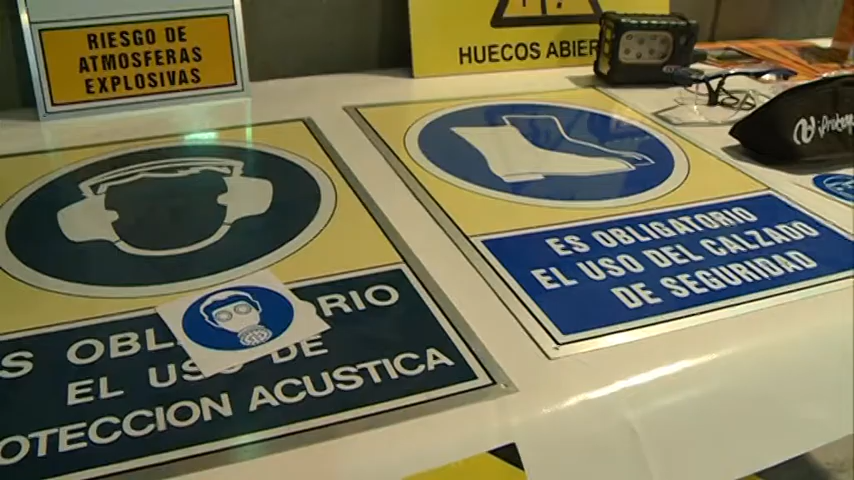 RIESGO DE
ATMOSFERAS
EXPLOSIVAS
HUECOS ABIER
ES OBLIGATORIO
EL USO DEL CALZADO
DE SEGURIDAD
S OBL RIO
EL USO DE
OTECCION ACUSTICA